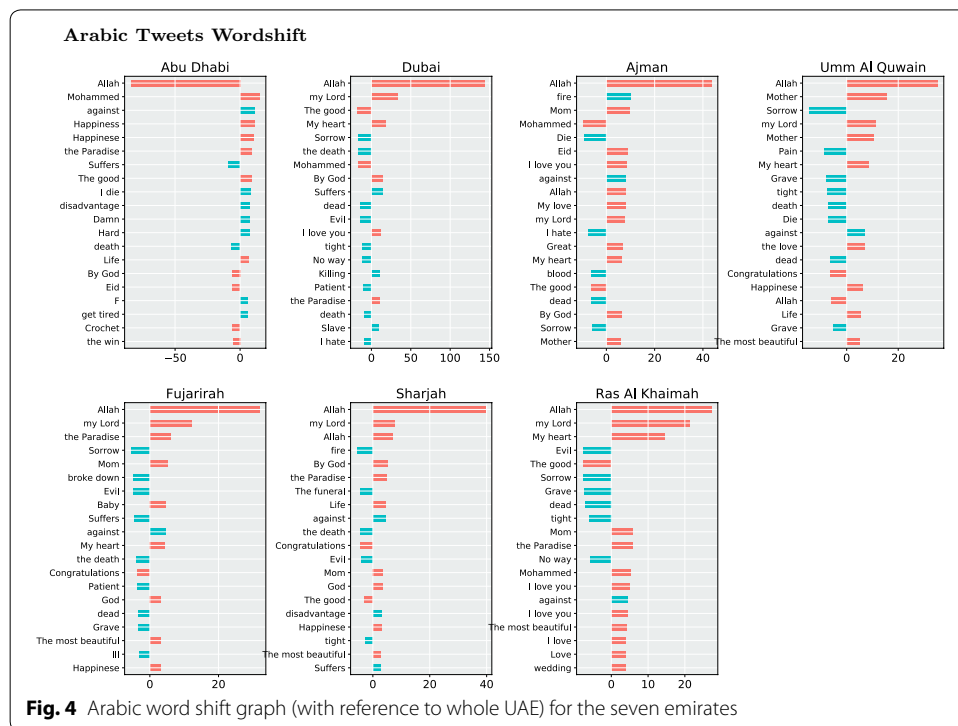 Arabic Tweets Wordshift
Abu Dhabi
Allah
Mohammed
against
Happiness
Happinese
the Paradise
Suffers
The good
I die
disadvantage
Damn
Hard
death
Life
By God
Eid
F
get tired
Crochet
the win
−50 0
Dubai
Allah
my Lord
The good
My heart
Sorrow
the death
Mohammed
By God
Suffers
dead
Evil
I love you
tight
No way
Killing
Patient
the Paradise
death
Slave
I hate
0 50 100 150
Ajman
Allah
fire
Mom
Mohammed
Die
Eid
I love you
against
Allah
My love
my Lord
I hate
Great
My heart
blood
The good
dead
By God
Sorrow
Mother
0 20 40
Umm Al Quwain
Allah
Mother
Sorrow
my Lord
Mother
Pain
My heart
Grave
tight
death
Die
against
the love
dead
Congratulations
Happinese
Allah
Life
Grave
The most beautiful
0 20
Fujarirah
Allah
my Lord
the Paradise
Sorrow
Mom
broke down
Evil
Baby
Suffers
against
My heart
the death
Congratulations
Patient
God
dead
Grave
The most beautiful
Ill
Happinese
0 20
Sharjah
Allah
my Lord
Allah
fire
By God
the Paradise
The funeral
Life
against
the death
Congratulations
Evil
Mom
God
The good
disadvantage
Happinese
tight
The most beautiful
Suffers
0 20 40
Ras Al Khaimah
Allah
my Lord
My heart
Evil
The good
Sorrow
Grave
dead
tight
Mom
the Paradise
No way
Mohammed
I love you
against
I love you
The most beautiful
I love
Love
wedding
0 10 20
Fig. 4 Arabic word shift graph (with reference to whole UAE) for the seven emirates